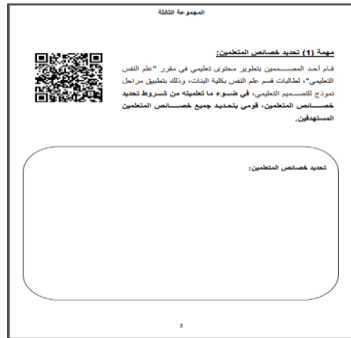 المجموعة الثالثة
مهمة (1) تحديد خصائص المتعلمين:
قام أحد المصممين بتطوير محتوى تعليمي في مقرر "علم النفس
التعليمي"، لطالبات قسم علم النفس بكلية البنات، وذلك بتطبيق مراحل
نموذج للتصميم التعليمي، في ضوء ما تعلمتيه من شروط تحديد
خصائص المتعلمين، قومي بتحديد جميع خصائص المتعلمين
المستهدفين.
تحديد خصائص المتعلمين:
2